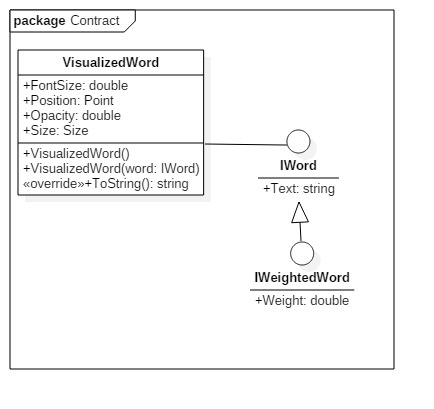 package Contract
VisualizedWord
+FontSize: double
+Position: Point
+Opacity: double
+Size: Size
+VisualizedWord()
+VisualizedWord(word: IWord)
«override»+ToString(): string
IWord
+Text: string
IWeightedWord
+Weight: double